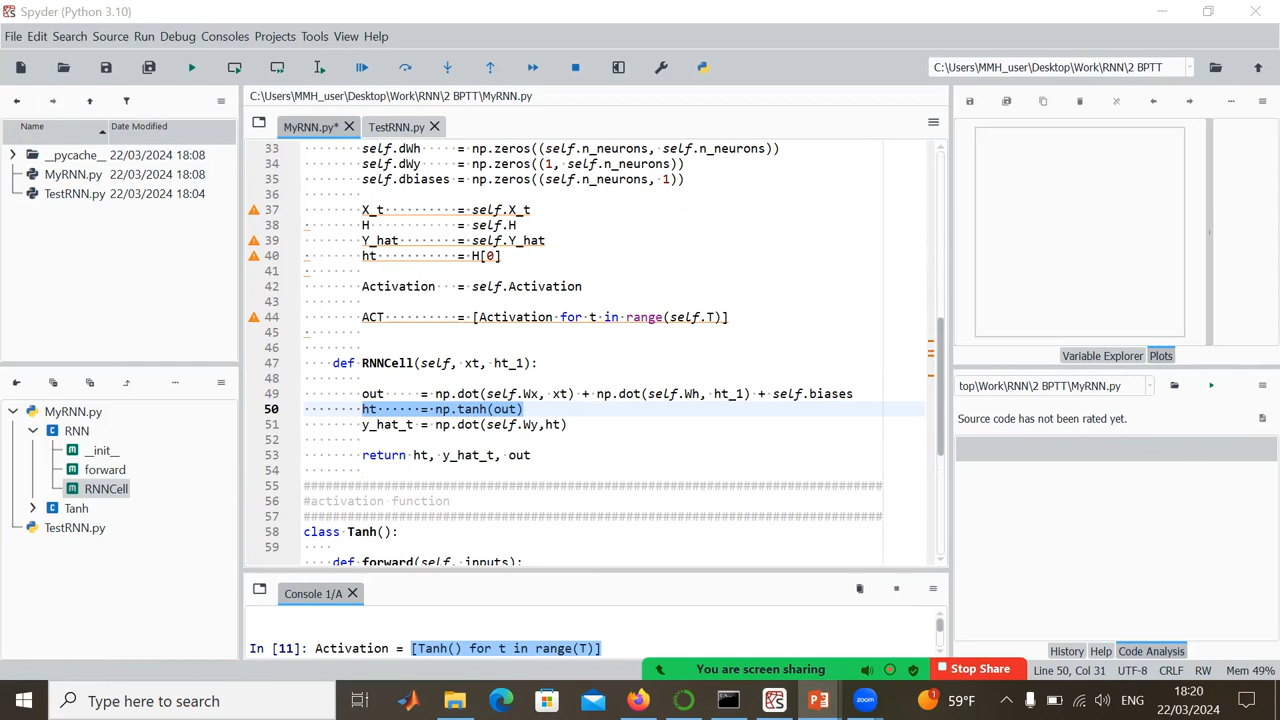 Spyder (Python 3.10)
File Edit Search Source Run Debug Consoles Projects Tools View Help
C:\Users\MMH_user\Desktop\Work\RNN\2 BPTT
C:\Users\MMH_user\Desktop\Work\RNN\2 BPTT\MyRNN.py
Name Date Modified
__pycache__ 22/03/2024 18:08
MyRNN.py 22/03/2024 18:08
TestRNN.py 22/03/2024 18:04
MyRNN.py* TestRNN.py
33 self.dWh = np.zeros((self.n_neurons, self.n_neurons))
34 self.dWy = np.zeros((1, self.n_neurons))
35 self.dbiases = np.zeros((self.n_neurons, 1))
36
37 X_t = self.X_t
38 H = self.H
39 Y_hat = self.Y_hat
40 ht = H[0]
41
42 Activation = self.Activation
43
44 ACT = [Activation for t in range(self.T)]
45
46
47 def RNNCell(self, xt, ht_1):
48
49 out = np.dot(self.Wx, xt) + np.dot(self.Wh, ht_1) + self.biases
50 ht = np.tanh(out)
51 y_hat_t = np.dot(self.Wy,ht)
52
53 return ht, y_hat_t, out
54
55 ###############################################################################
56 #activation function
57 ###############################################################################
58 class Tanh():
59
def forward(self, inputs):
MyRNN.py
RNN
__init__
forward
RNNCell
Tanh
TestRNN.py
Console 1/A
In [11]: Activation = [Tanh() for t in range(T)]
Variable Explorer Plots
top\Work\RNN\2 BPTT\MyRNN.py
Source code has not been rated yet.
History Help Code Analysis
You are screen sharing Stop Share
Line 50, Col 31 UTF-8 CRLF RW Mem 49%
Type here to search
1 59°F ENG 18:20
22/03/2024
zoom